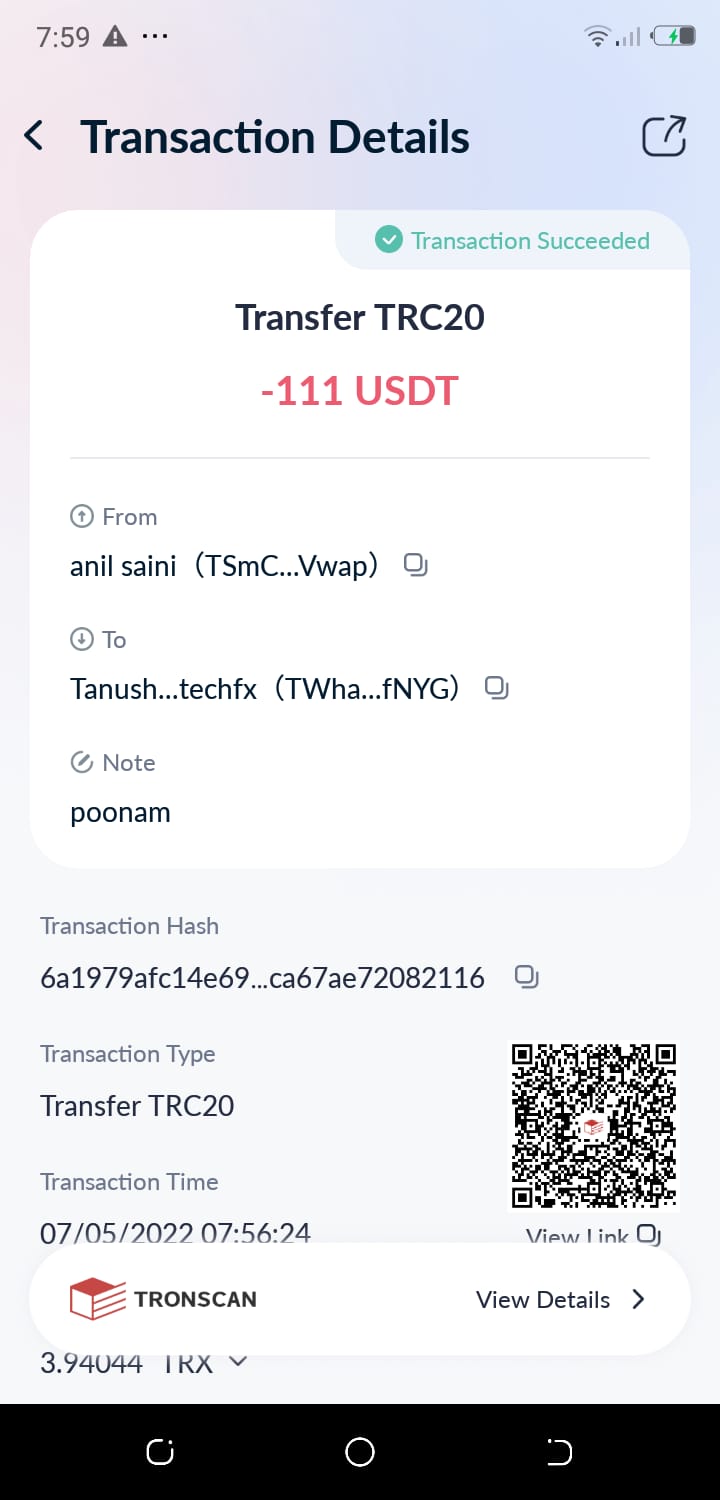 7:59
Transaction Details
Transaction Succeeded
Transfer TRC20
-111 USDT
From
anil saini（TSmC...Vwap）
To
Tanush...techfx（TWha...fNYG）
Note
poonam
Transaction Hash
6a1979afc14e69...ca67ae72082116
Transaction Type
Transfer TRC20
Transaction Time
07/05/2022 07:56:24
View Link
TRONSCAN
View Details
3.94044 TRX